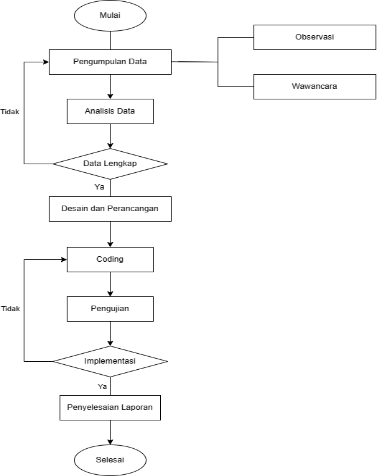 Mulai
Pengumpulan Data
Observasi
Wawancara
Analisis Data
Tidak
Data Lengkap
Ya
Desain dan Perancangan
Coding
Tidak
Pengujian
Implementasi
Ya
Penyelesaian Laporan
Selesai